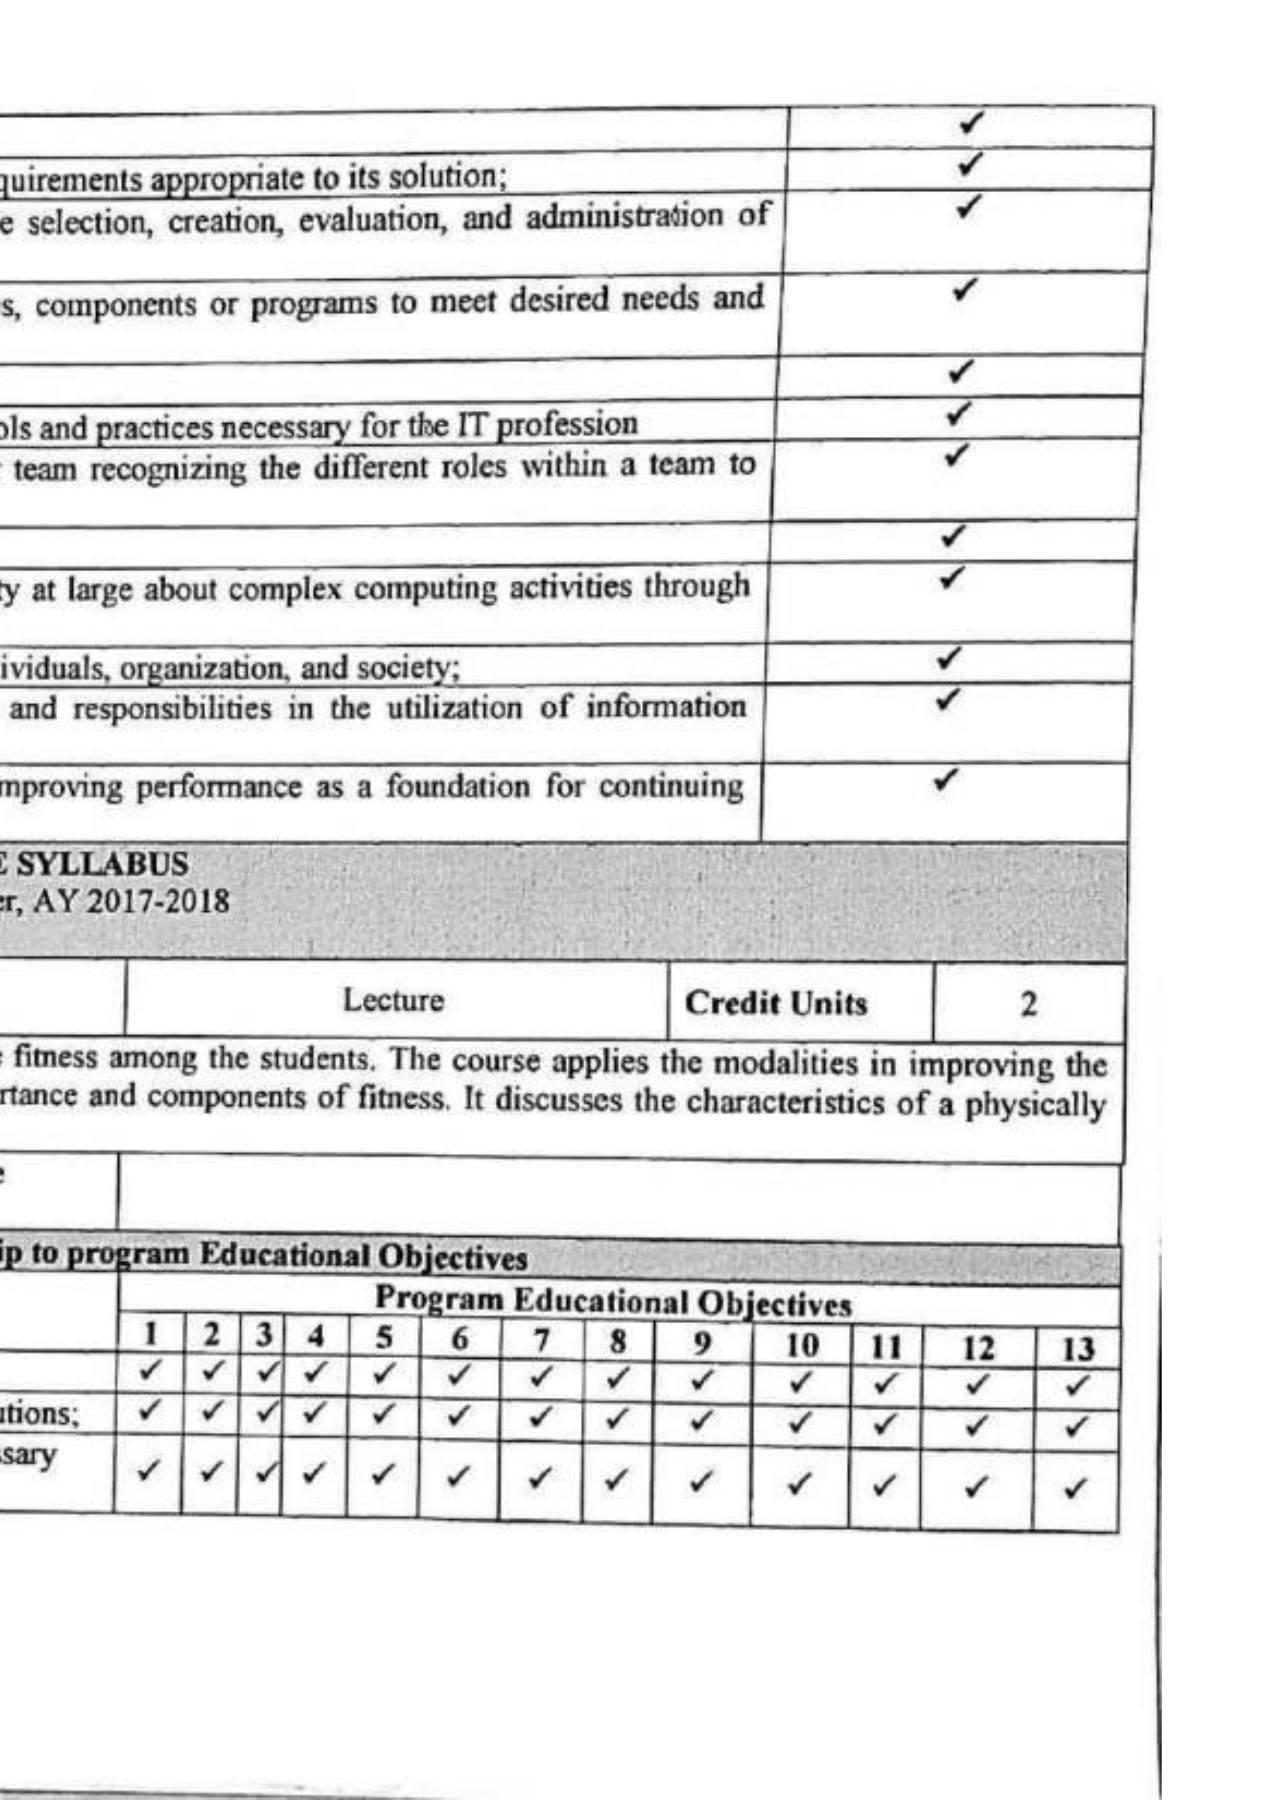 ✓
quirements appropriate to its solution; ✓
e selection, creation, evaluation, and administration of ✓
s, components or programs to meet desired needs and ✓
✓
ols and practices necessary for the IT profession ✓
team recognizing the different roles within a team to ✓
✓
ty at large about complex computing activities through ✓
ividuals, organization, and society; ✓
and responsibilities in the utilization of information ✓
mproving performance as a foundation for continuing ✓
E SYLLABUS
er, AY 2017-2018
Lecture Credit Units 2
e fitness among the students. The course applies the modalities in improving the
rtance and components of fitness. It discusses the characteristics of a physically
e
ip to program Educational Objectives
Program Educational Objectives
1 2 3 4 5 6 7 8 9 10 11 12 13
✓ ✓ ✓ ✓ ✓ ✓ ✓ ✓ ✓ ✓ ✓ ✓ ✓
utions; ✓ ✓ ✓ ✓ ✓ ✓ ✓ ✓ ✓ ✓ ✓ ✓ ✓
ssary
✓ ✓ ✓ ✓ ✓ ✓ ✓ ✓ ✓ ✓ ✓ ✓ ✓